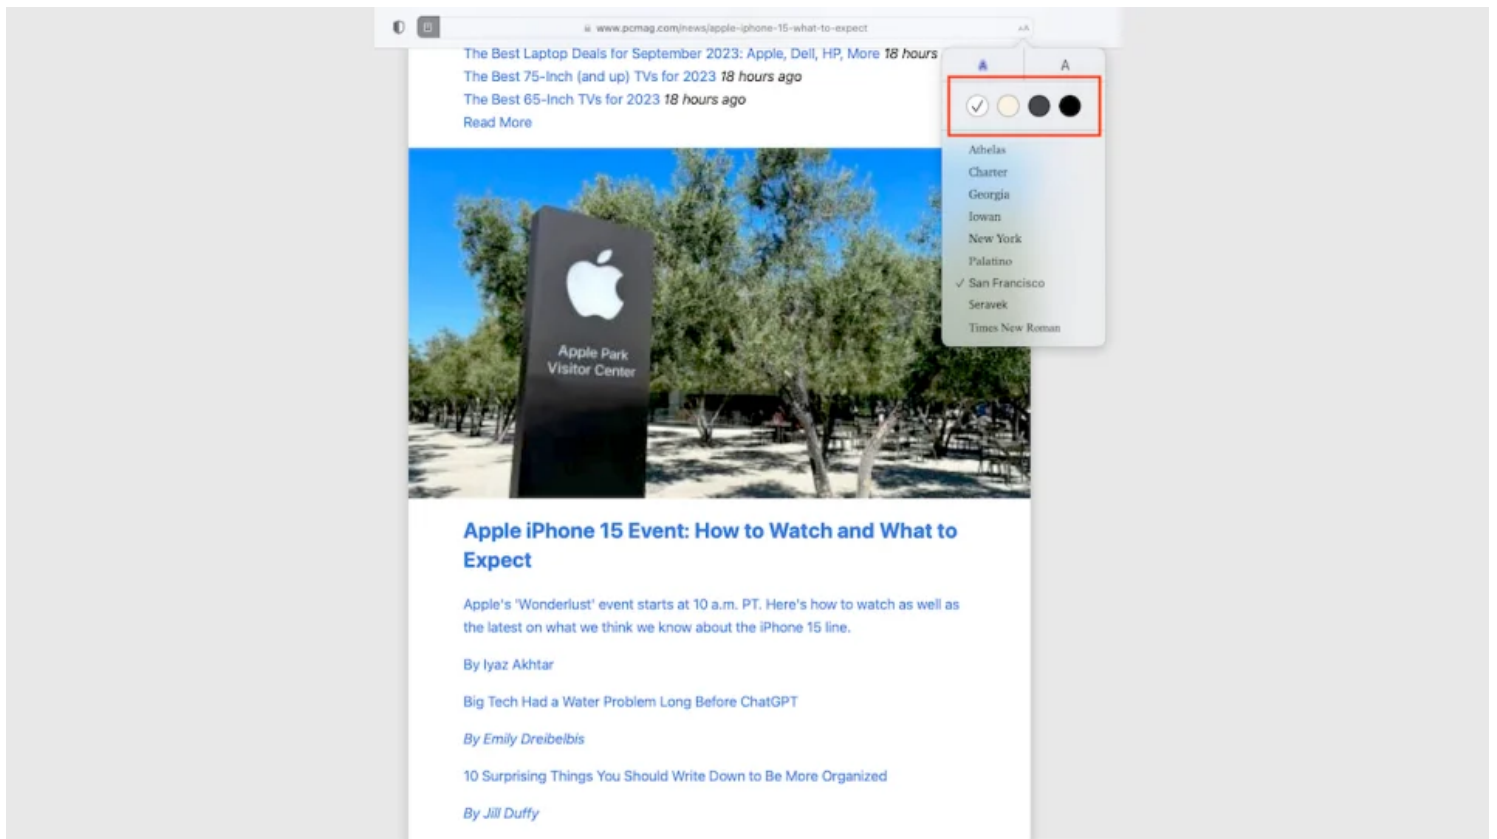 www.pcmag.com/news/apple-iphone-15-what-to-expect
AA
The Best Laptop Deals for September 2023: Apple, Dell, HP, More 18 hours
The Best 75-Inch (and up) TVs for 2023 18 hours ago
The Best 65-Inch TVs for 2023 18 hours ago
Read More
A A
Athelas
Charter
Georgia
Iowan
New York
Palatino
San Francisco
Seravek
Times New Roman
Apple Park
Visitor Center
Apple iPhone 15 Event: How to Watch and What to
Expect
Apple's 'Wonderlust' event starts at 10 a.m. PT. Here's how to watch as well as
the latest on what we think we know about the iPhone 15 line.
By Iyaz Akhtar
Big Tech Had a Water Problem Long Before ChatGPT
By Emily Dreibelbis
10 Surprising Things You Should Write Down to Be More Organized
By Jill Duffy